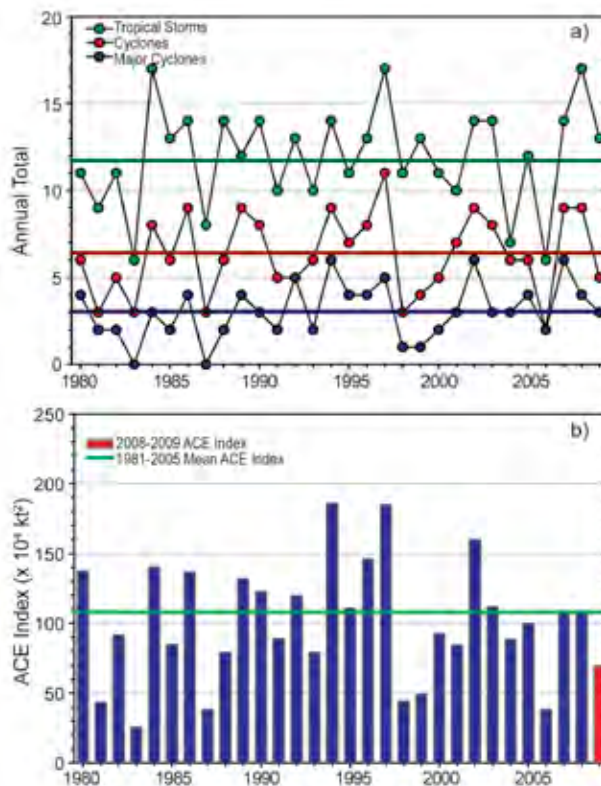 20
a)
Tropical Storms
Cyclones
Major Cyclones
15
10
5
0
Annual Total
1980 1985 1990 1995 2000 2005
250
b)
2008-2009 ACE Index
1981-2005 Mean ACE Index
200
150
100
50
0
ACE Index (x 10⁴ kt²)
1980 1985 1990 1995 2000 2005